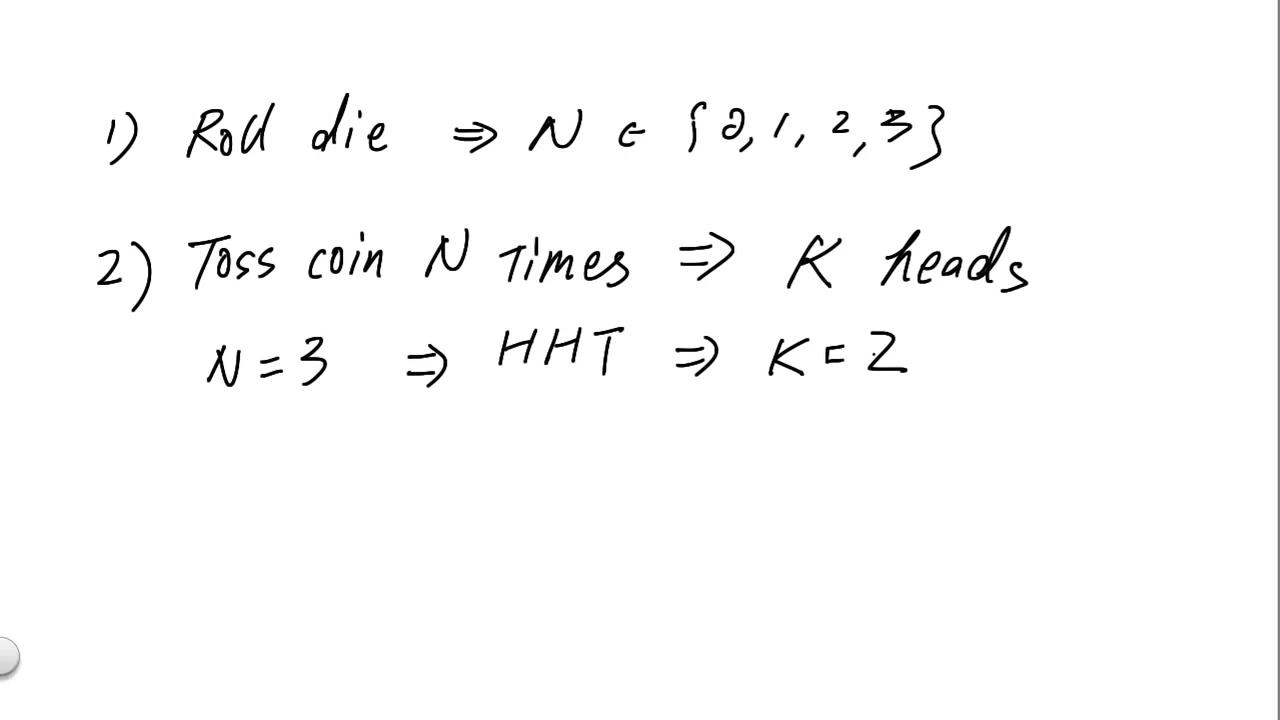 1) Roll die ⇒ N ∈ {0, 1, 2, 3}
2) Toss coin N Times ⇒ K heads
N = 3 ⇒ HHT ⇒ K = 2